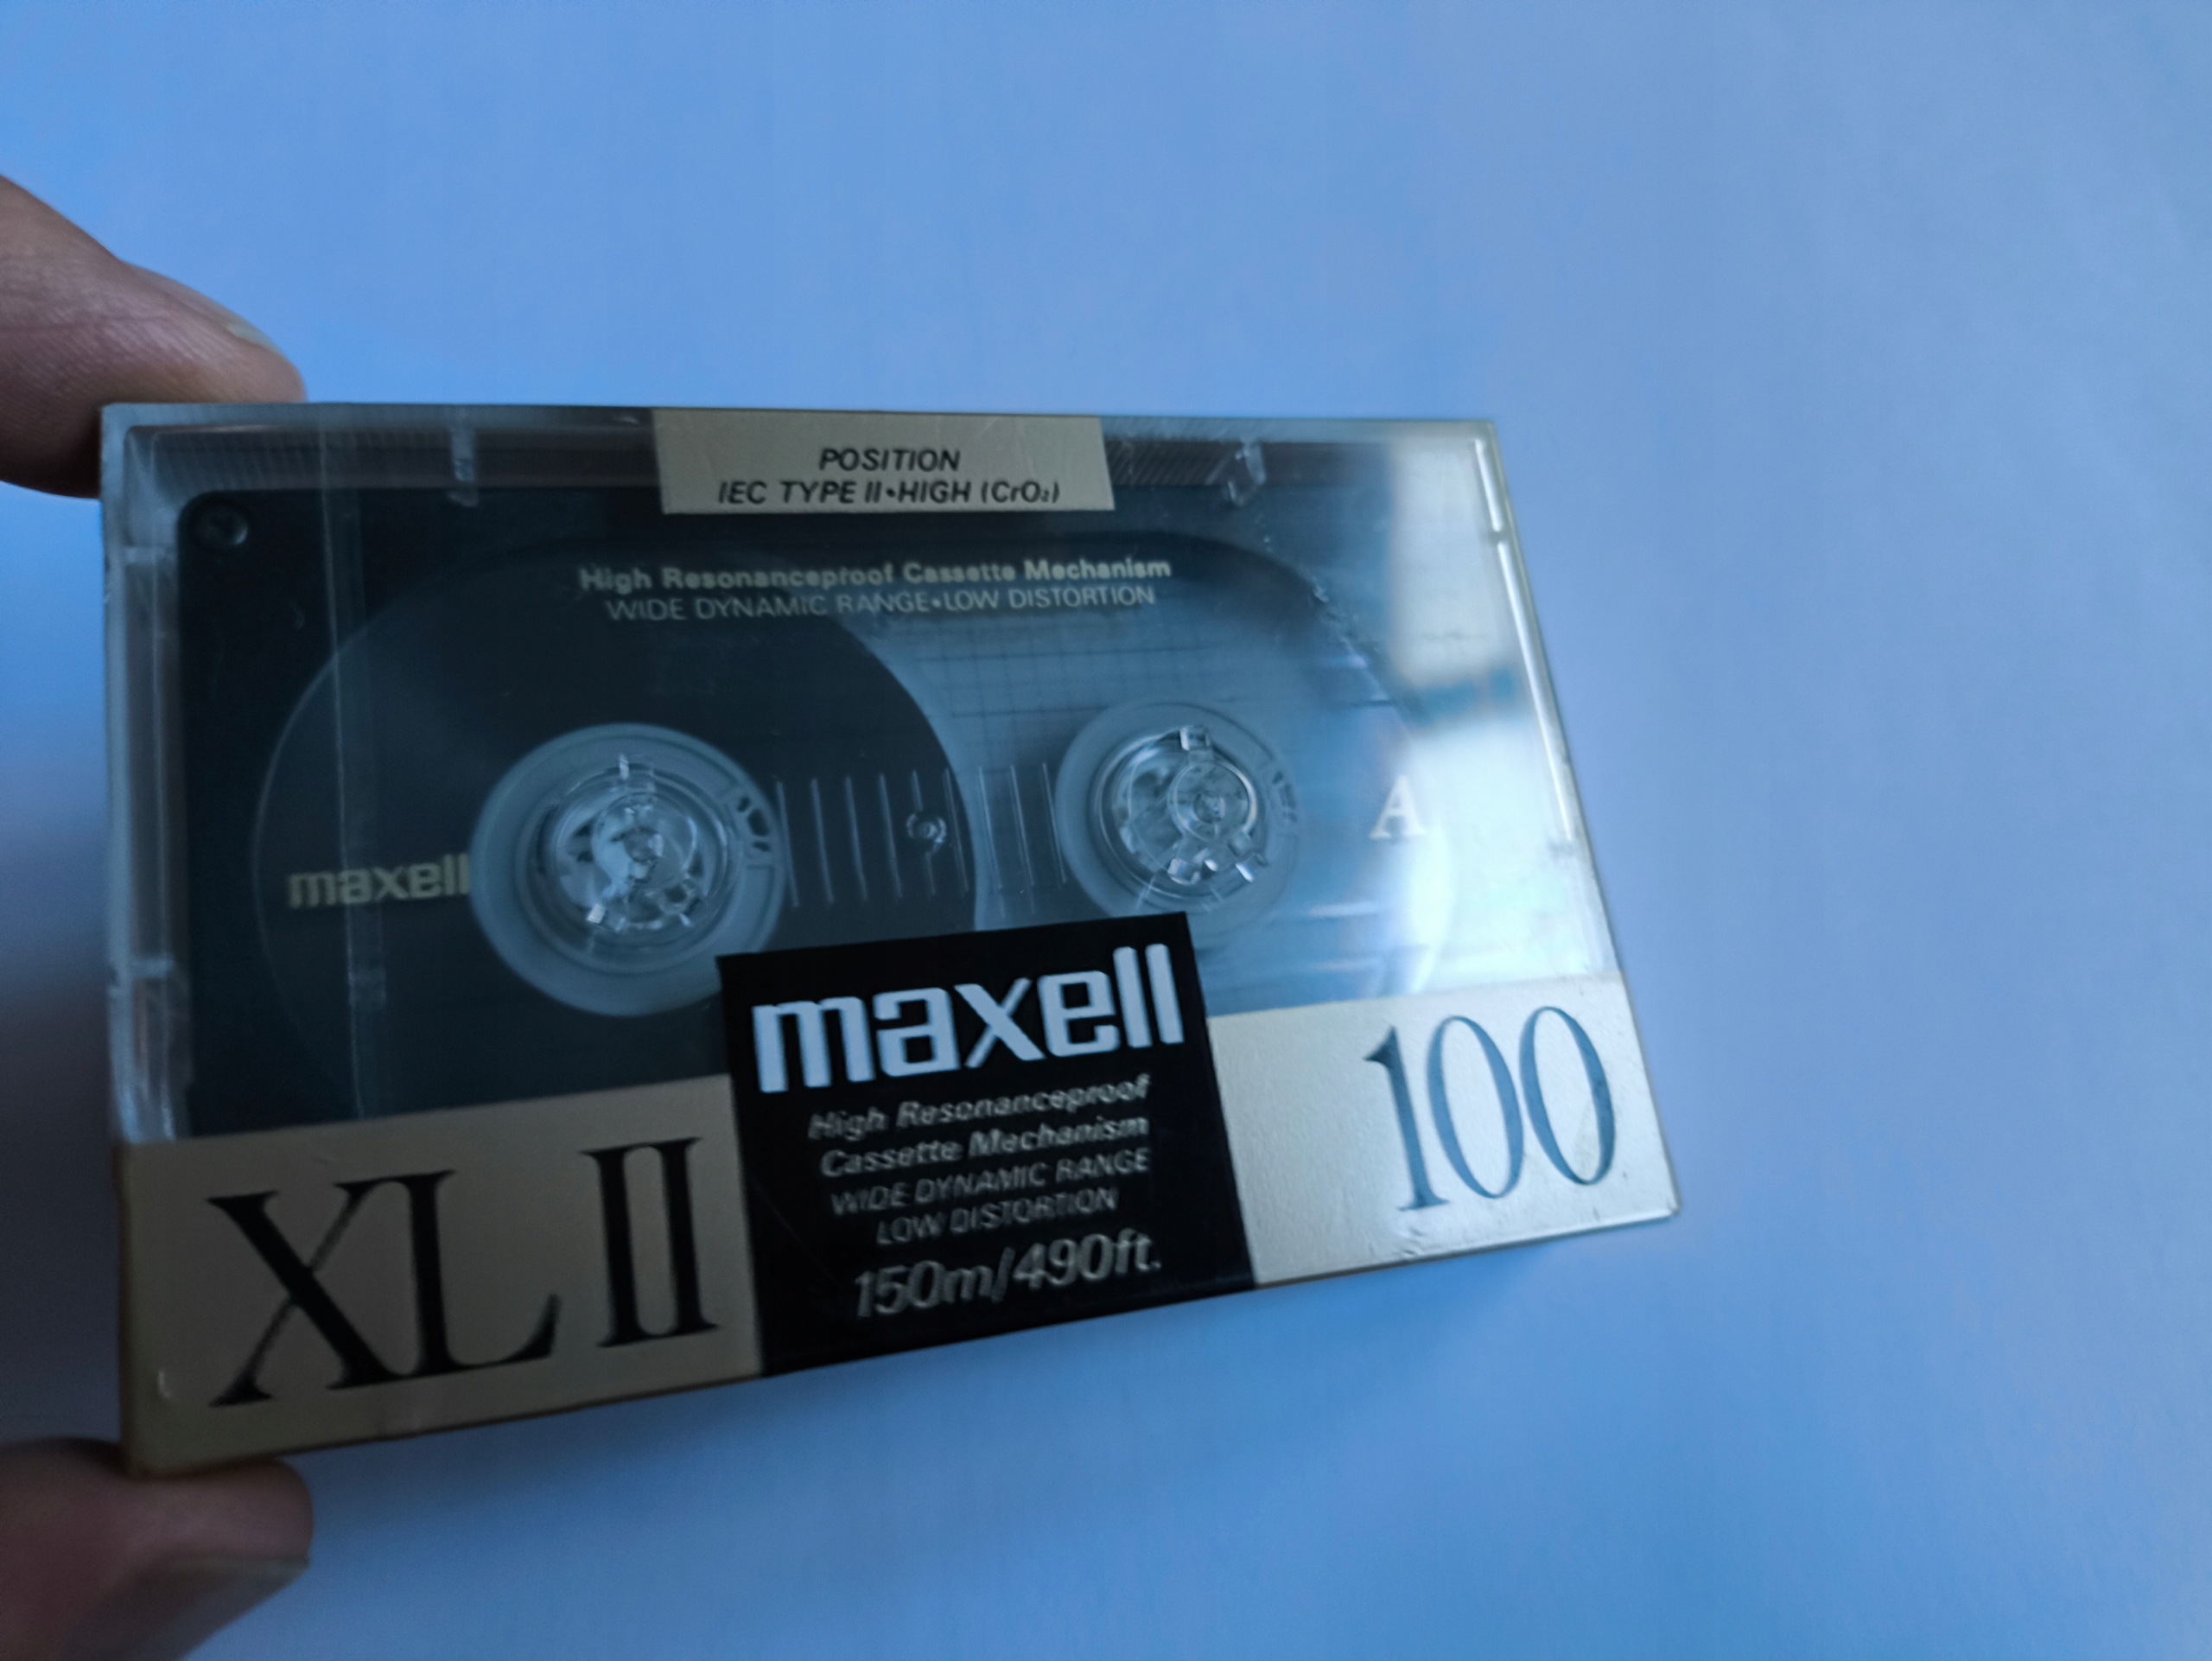 POSITION
IEC TYPE II•HIGH (CrO₂)
High Resonanceproof Cassette Mechanism
WIDE DYNAMIC RANGE•LOW DISTORTION
maxell
A
maxell
High Resonanceproof
Cassette Mechanism
WIDE DYNAMIC RANGE
LOW DISTORTION
150m/490ft.
XL II
100